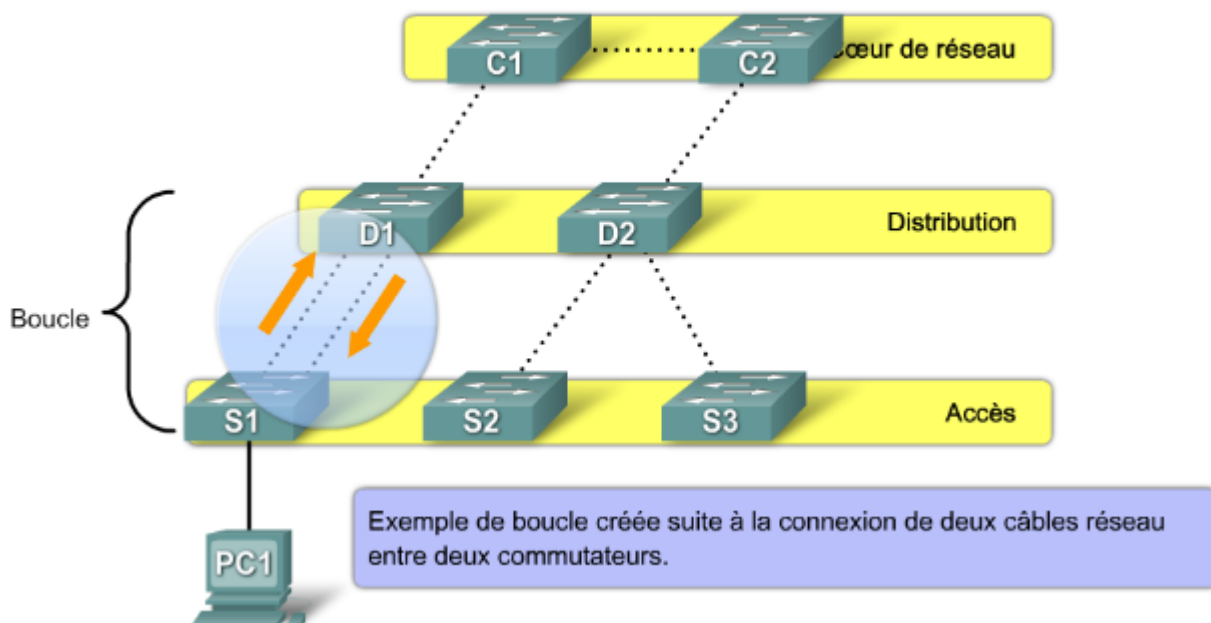 C1
C2
Cœur de réseau
D1
D2
Distribution
Boucle
S1
S2
S3
Accès
PC1
Exemple de boucle créée suite à la connexion de deux câbles réseau
entre deux commutateurs.